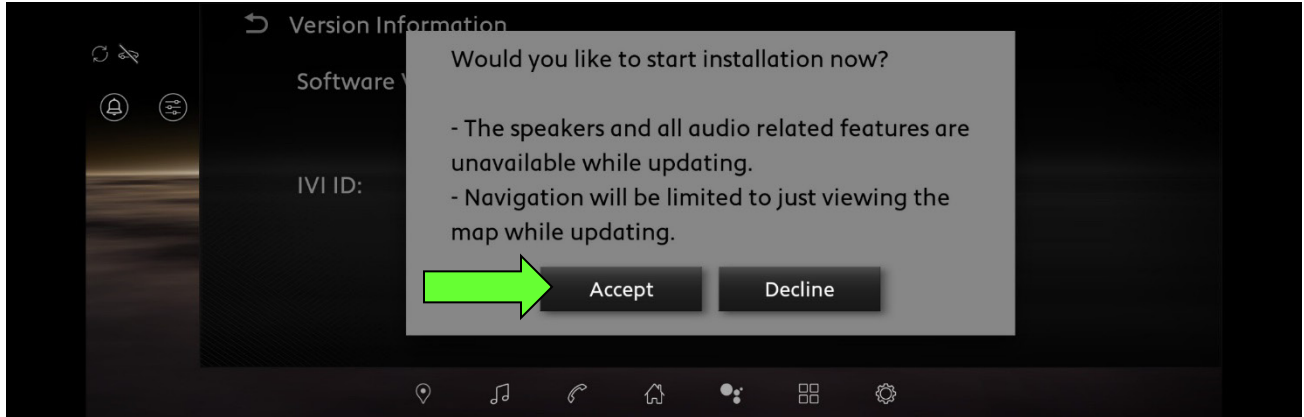 Version Information
Software
IVI ID:
Would you like to start installation now?
- The speakers and all audio related features are
unavailable while updating.
- Navigation will be limited to just viewing the
map while updating.
Accept Decline